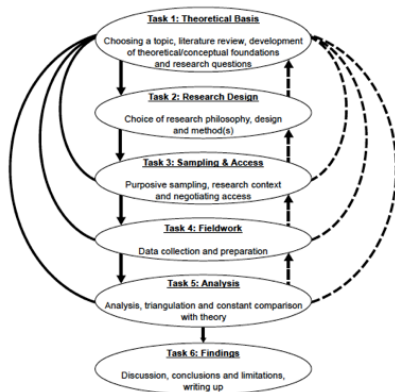 Task 1: Theoretical Basis
Choosing a topic, literature review, development
of theoretical/conceptual foundations
and research questions
Task 2: Research Design
Choice of research philosophy, design
and method(s)
Task 3: Sampling & Access
Purposive sampling, research context
and negotiating access
Task 4: Fieldwork
Data collection and preparation
Task 5: Analysis
Analysis, triangulation and constant comparison
with theory
Task 6: Findings
Discussion, conclusions and limitations,
writing up